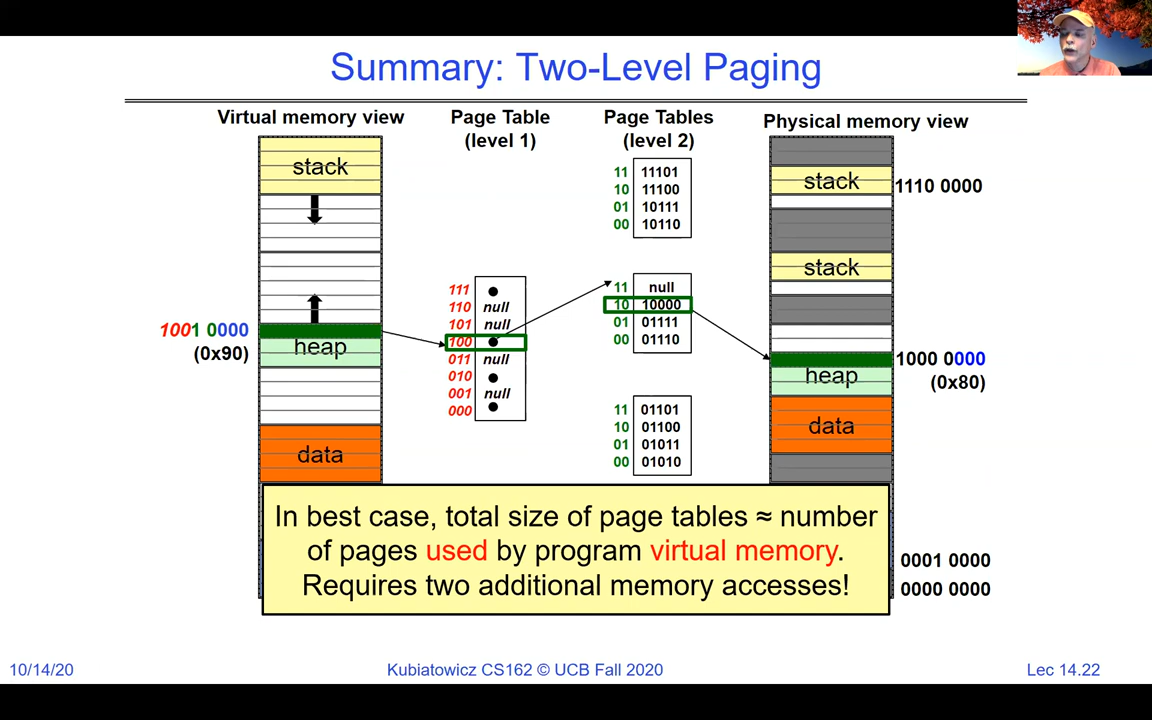 Summary: Two-Level Paging
Virtual memory view
Page Table
(level 1)
Page Tables
(level 2)
Physical memory view
stack
1001 0000
(0x90)
heap
data
111
110 null
101 null
100
011 null
010
001 null
000
11 11101
10 11100
01 10111
00 10110
11 null
10 10000
01 01111
00 01110
11 01101
10 01100
01 01011
00 01010
stack
1110 0000
stack
1000 0000
(0x80)
heap
data
0001 0000
0000 0000
In best case, total size of page tables ≈ number
of pages used by program virtual memory.
Requires two additional memory accesses!
10/14/20
Kubiatowicz CS162 © UCB Fall 2020
Lec 14.22